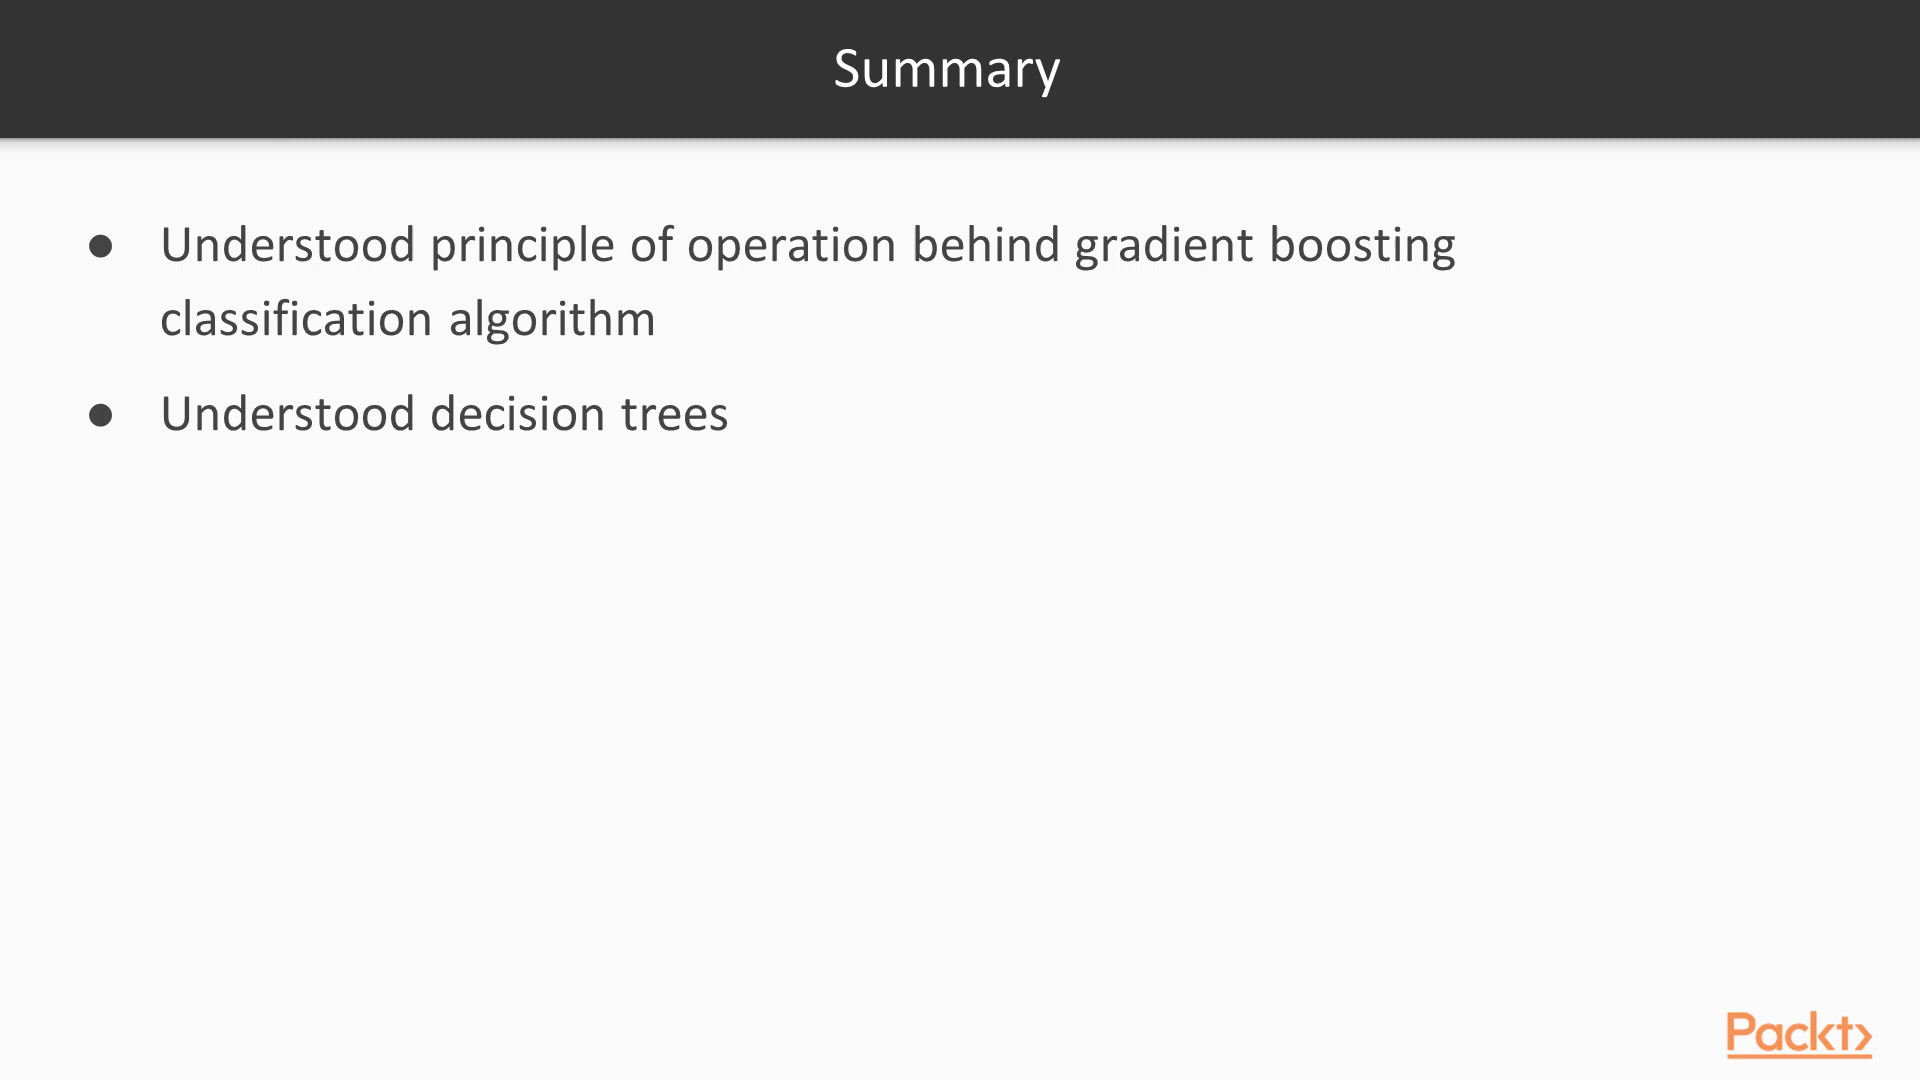 Summary
● Understood principle of operation behind gradient boosting
classification algorithm
● Understood decision trees
Packt>